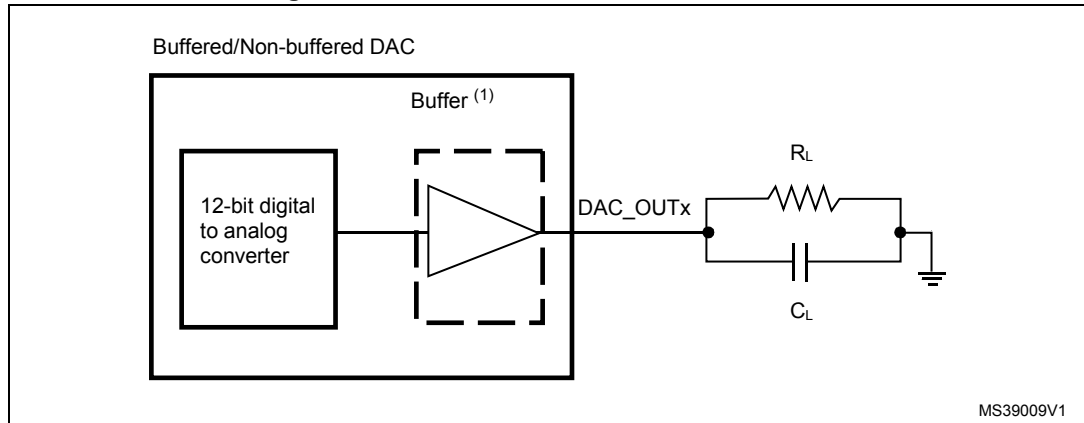 Buffered/Non-buffered DAC
Buffer (1)
12-bit digital
to analog
converter
DAC_OUTx
RL
CL
MS39009V1